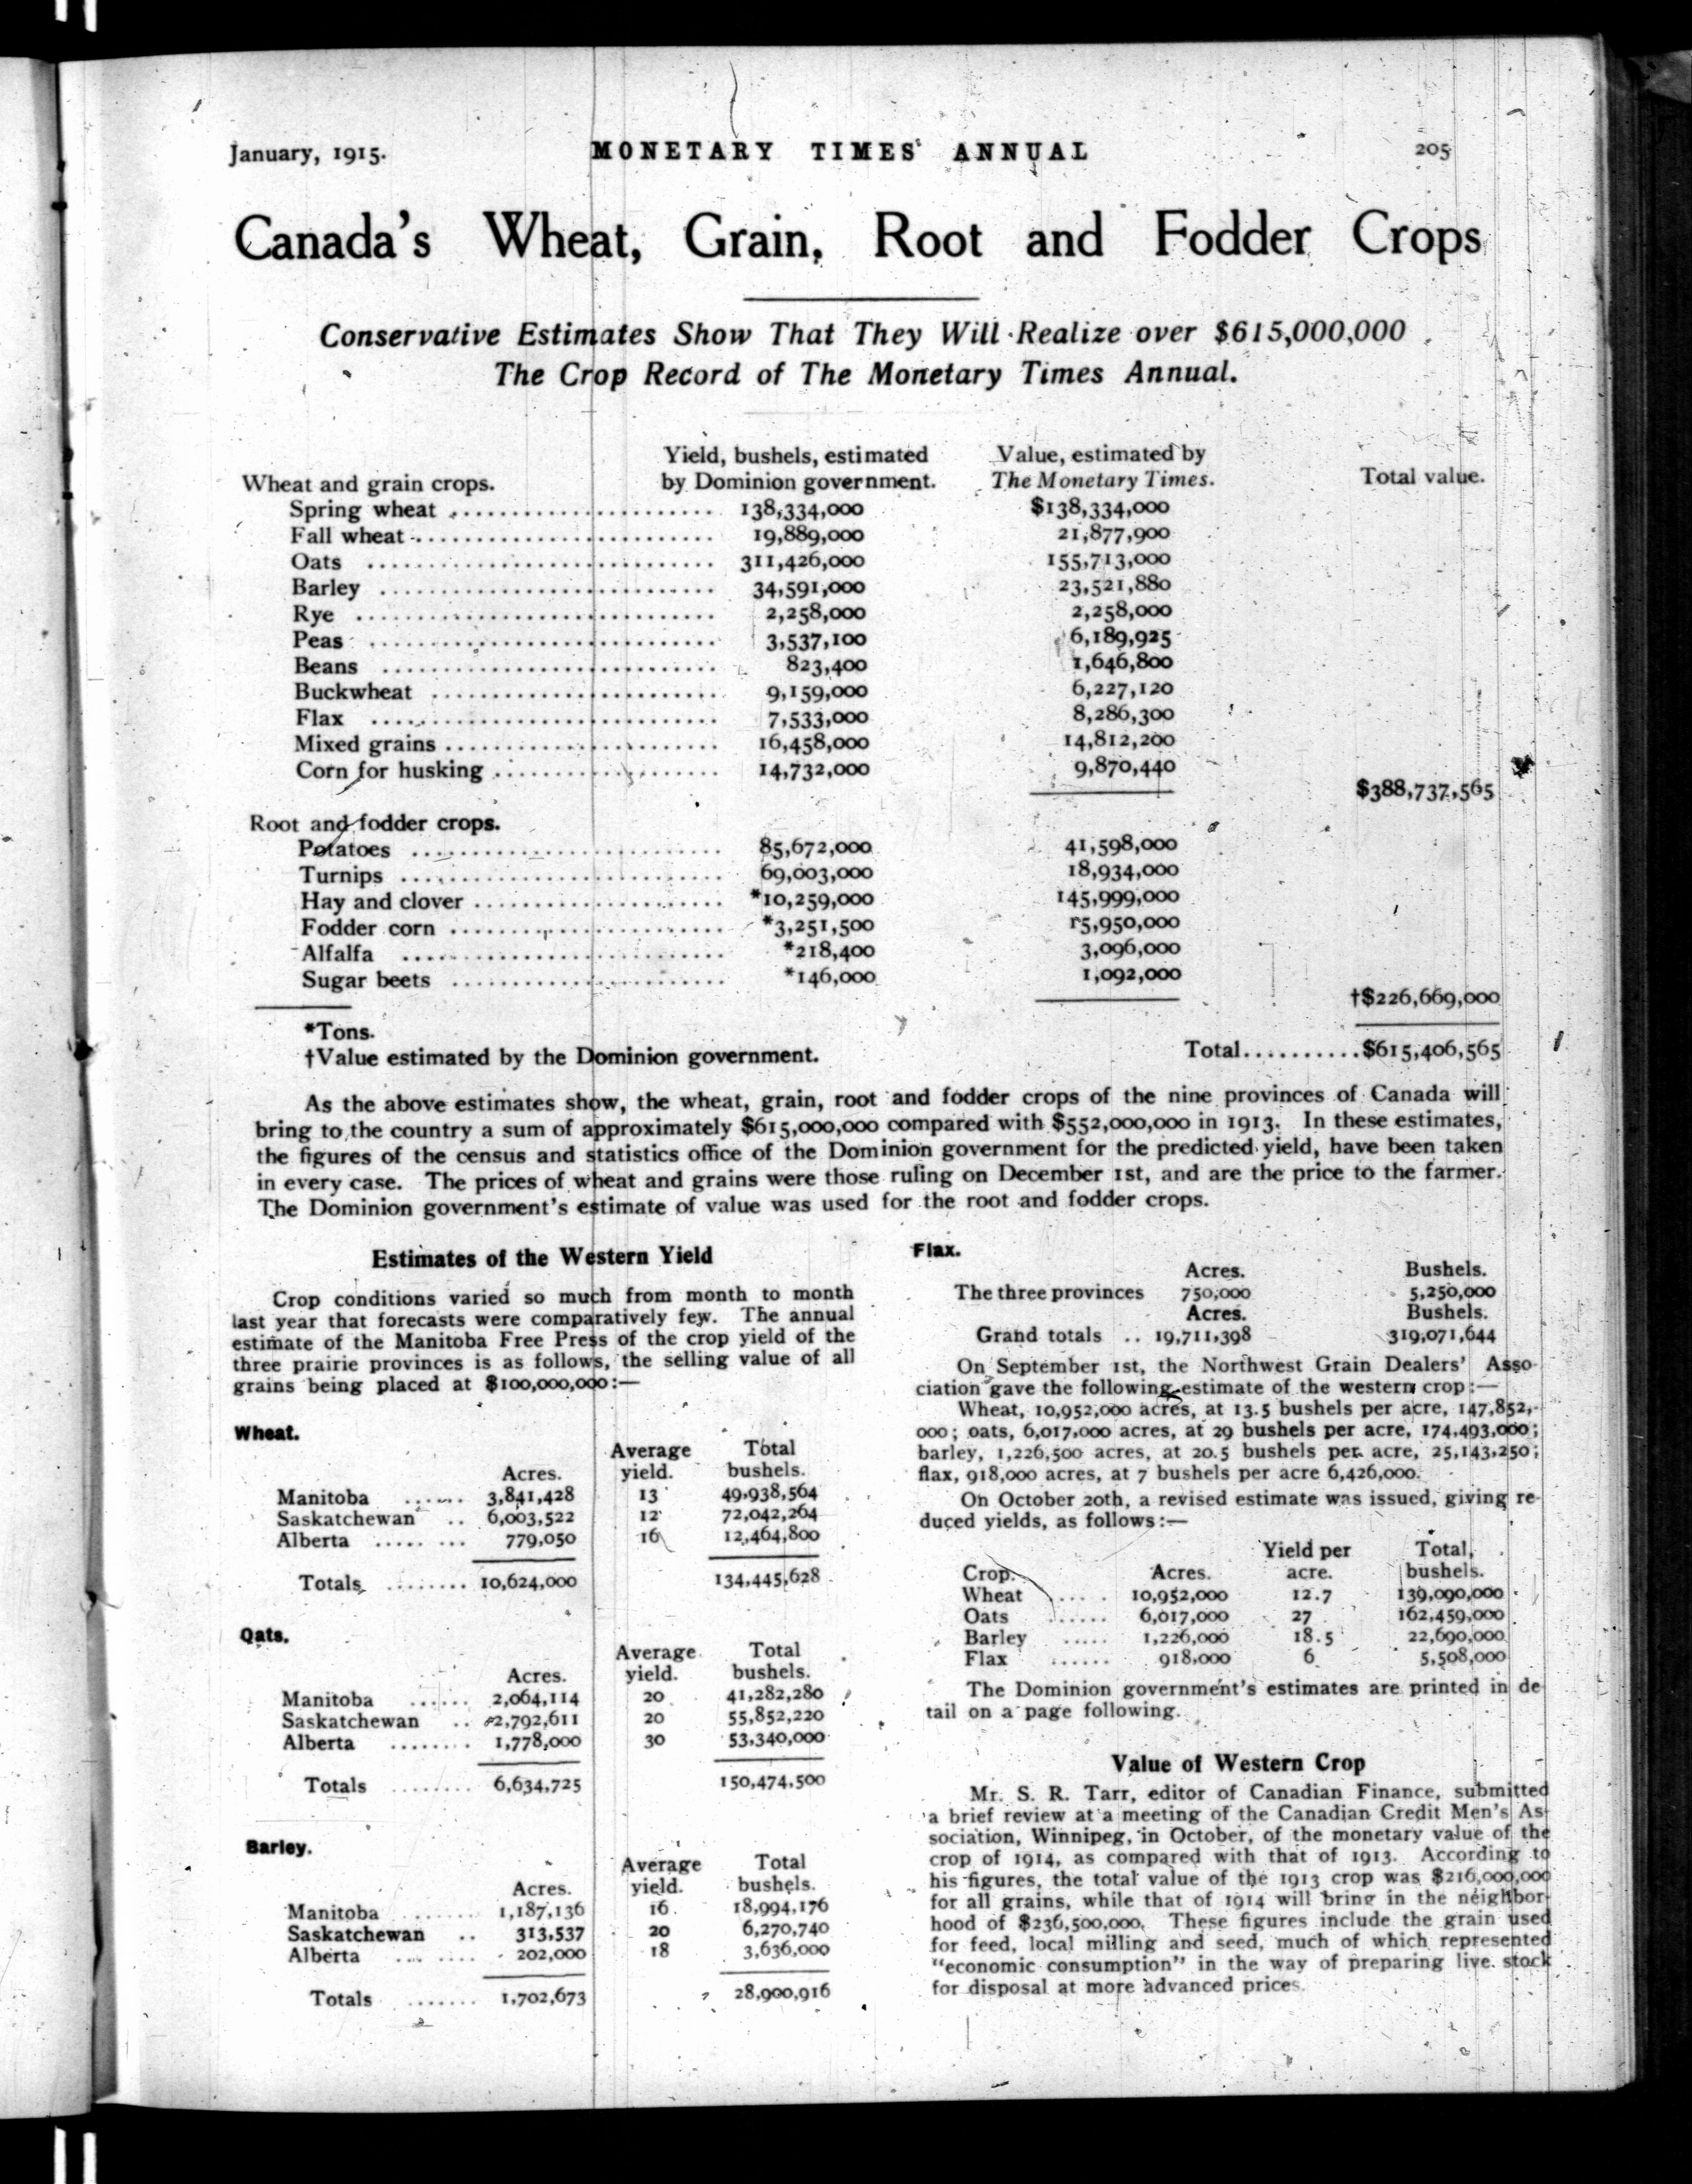 January, 1915. MONETARY TIMES ANNUAL 205
Canada's Wheat, Grain, Root and Fodder Crops
Conservative Estimates Show That They Will Realize over $615,000,000
The Crop Record of The Monetary Times Annual.
Yield, bushels, estimated Value, estimated by
Wheat and grain crops. by Dominion government. The Monetary Times. Total value.
Spring wheat .................... 138,334,000 $138,334,000
Fall wheat .................... 19,889,000 21,877,900
Oats .................... 311,426,000 155,713,000
Barley .................... 34,591,000 23,521,880
Rye .................... 2,258,000 2,258,000
Peas .................... 3,537,100 6,189,925
Beans .................... 823,400 1,646,800
Buckwheat .................... 9,159,000 6,227,120
Flax .................... 7,533,000 8,286,300
Mixed grains .................... 16,458,000 14,812,200
Corn for husking .................... 14,732,000 9,870,440
$388,737,565
Root and fodder crops.
Potatoes .................... 85,672,000 41,598,000
Turnips .................... 69,003,000 18,934,000
Hay and clover .................... *10,259,000 145,999,000
Fodder corn .................... *3,251,500 15,950,000
Alfalfa .................... *218,400 3,096,000
Sugar beets .................... *146,000 1,092,000
†$226,669,000
*Tons.
†Value estimated by the Dominion government. Total..........$615,406,565
As the above estimates show, the wheat, grain, root and fodder crops of the nine provinces of Canada will
bring to the country a sum of approximately $615,000,000 compared with $552,000,000 in 1913. In these estimates,
the figures of the census and statistics office of the Dominion government for the predicted yield, have been taken
in every case. The prices of wheat and grains were those ruling on December 1st, and are the price to the farmer.
The Dominion government's estimate of value was used for the root and fodder crops.
Estimates of the Western Yield
Crop conditions varied so much from month to month
last year that forecasts were comparatively few. The annual
estimate of the Manitoba Free Press of the crop yield of the
three prairie provinces is as follows, the selling value of all
grains being placed at $100,000,000:—
Wheat.
Average Total
Acres. yield. bushels.
Manitoba ...... 3,841,428 13 49,938,564
Saskatchewan .. 6,003,522 12 72,042,264
Alberta ..... ... 779,050 16 12,464,800
Totals ........ 10,624,000 134,445,628
Oats.
Average Total
Acres. yield. bushels.
Manitoba ...... 2,064,114 20 41,282,280
Saskatchewan .. 2,792,611 20 55,852,220
Alberta ........ 1,778,000 30 53,340,000
Totals ........ 6,634,725 150,474,500
Barley.
Average Total
Acres. yield. bushels.
Manitoba ....... 1,187,136 16 18,994,176
Saskatchewan .. 313,537 20 6,270,740
Alberta ... .... 202,000 18 3,636,000
Totals ....... 1,702,673 28,900,916
Flax.
Acres. Bushels.
The three provinces 750,000 5,250,000
Acres. Bushels.
Grand totals .. 19,711,398 319,071,644
On September 1st, the Northwest Grain Dealers' Asso-
ciation gave the following estimate of the western crop:—
Wheat, 10,952,000 acres, at 13.5 bushels per acre, 147,852,-
000; oats, 6,017,000 acres, at 29 bushels per acre, 174,493,000;
barley, 1,226,500 acres, at 20.5 bushels per acre, 25,143,250;
flax, 918,000 acres, at 7 bushels per acre 6,426,000.
On October 20th, a revised estimate was issued, giving re-
duced yields, as follows:—
Yield per Total,
Crop. Acres. acre. bushels.
Wheat ..... 10,952,000 12.7 139,090,000
Oats ...... 6,017,000 27 162,459,000
Barley ..... 1,226,000 18.5 22,690,000
Flax ...... 918,000 6 5,508,000
The Dominion government's estimates are printed in de-
tail on a page following.
Value of Western Crop
Mr. S. R. Tarr, editor of Canadian Finance, submitted
a brief review at a meeting of the Canadian Credit Men's As-
sociation, Winnipeg, in October, of the monetary value of the
crop of 1914, as compared with that of 1913. According to
his figures, the total value of the 1913 crop was $216,000,000
for all grains, while that of 1914 will bring in the neighbor-
hood of $236,500,000. These figures include the grain used
for feed, local milling and seed, much of which represented
"economic consumption" in the way of preparing live stock
for disposal at more advanced prices.